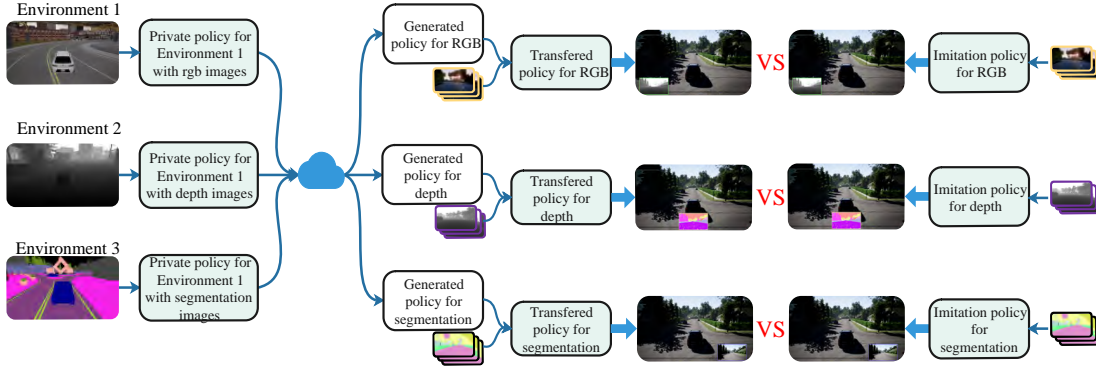 Environment 1
Private policy for
Environment 1
with rgb images
Generated
policy for RGB
Transfered
policy for RGB
VS
Imitation policy
for RGB
Environment 2
Private policy for
Environment 1
with depth images
Generated
policy for
depth
Transfered
policy for
depth
VS
Imitation policy
for depth
Environment 3
Private policy for
Environment 1
with segmentation
images
Generated
policy for
segmentation
Transfered
policy for
segmentation
VS
Imitation policy
for
segmentation